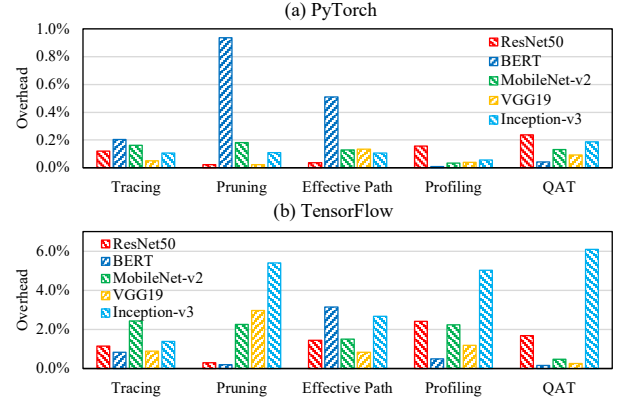 (a) PyTorch
1.0%
0.8%
0.6%
0.4%
0.2%
0.0%
Overhead
ResNet50
BERT
MobileNet-v2
VGG19
Inception-v3
Tracing Pruning Effective Path Profiling QAT
(b) TensorFlow
6.0%
4.0%
2.0%
0.0%
Overhead
ResNet50
BERT
MobileNet-v2
VGG19
Inception-v3
Tracing Pruning Effective Path Profiling QAT